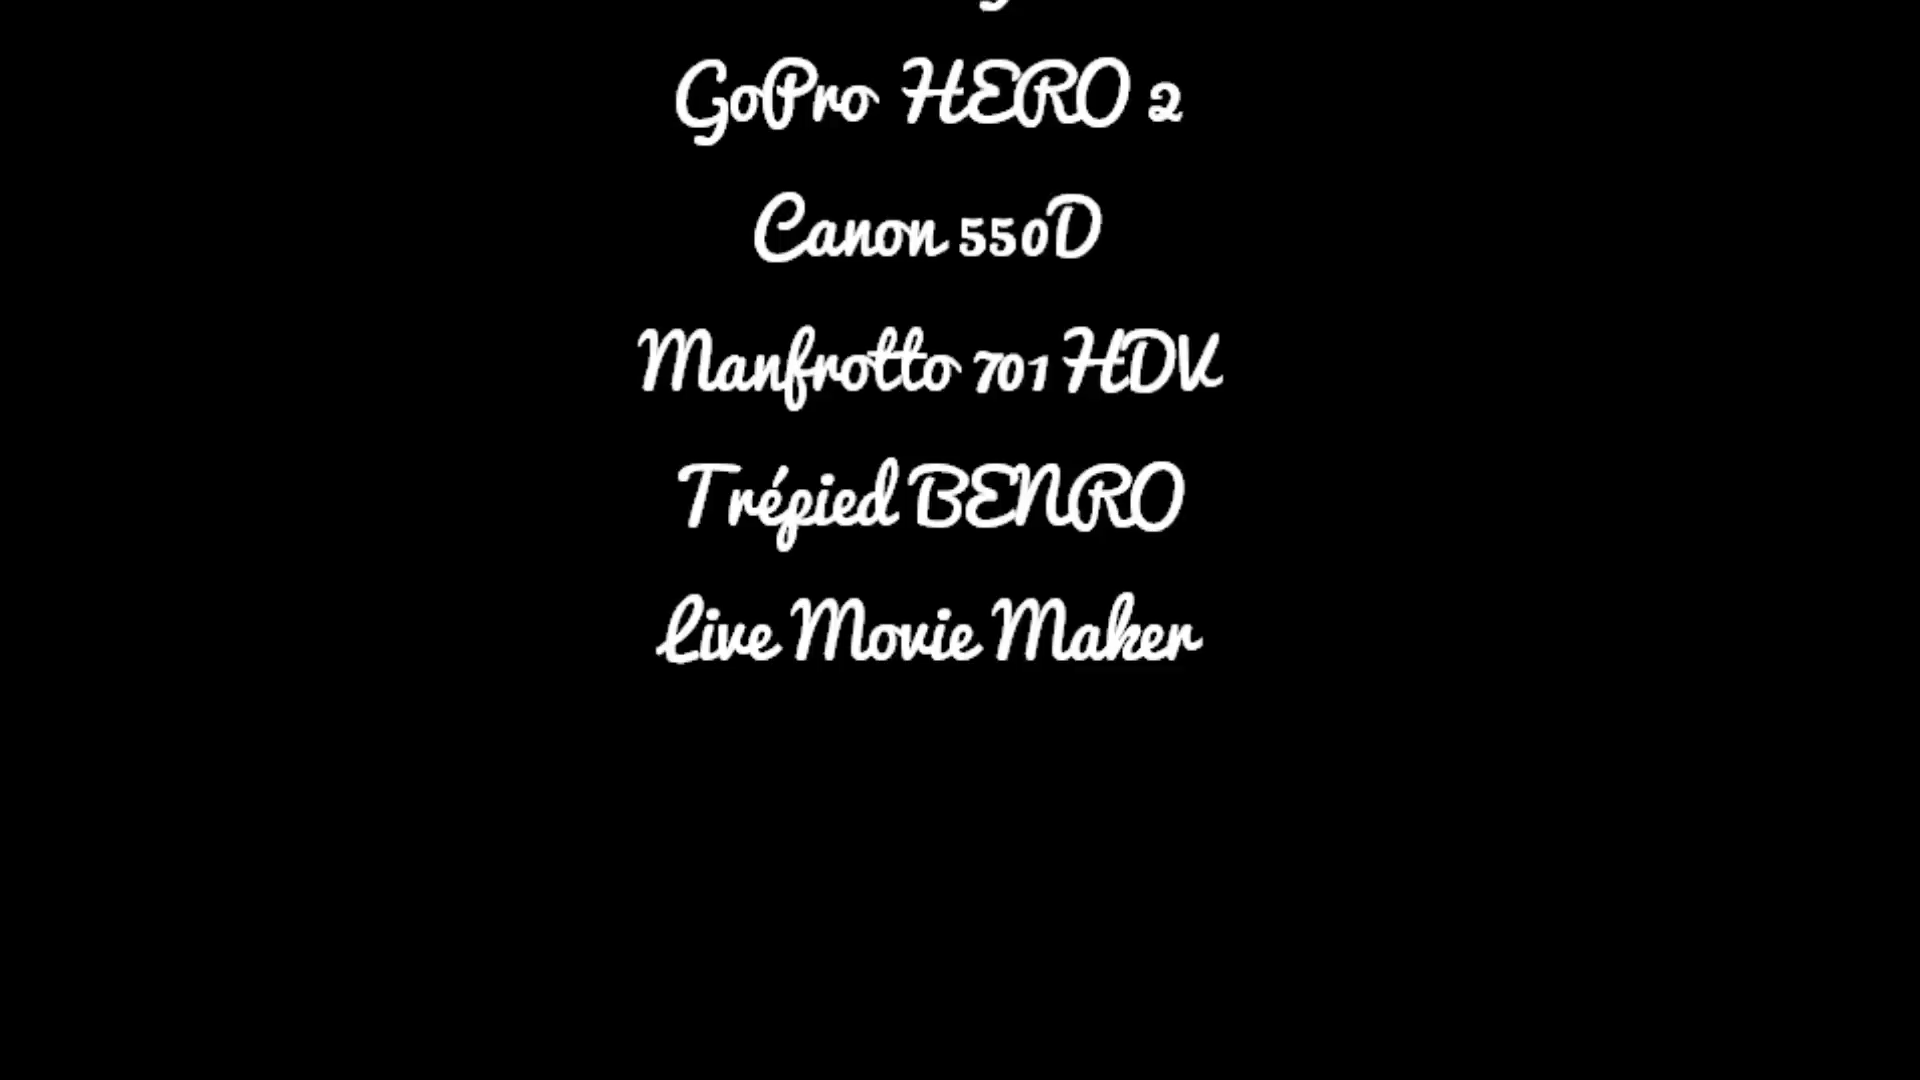 GoPro HERO 2
Canon 550D
Manfrotto 701 HDV
Trépied BENRO
Live Movie Maker